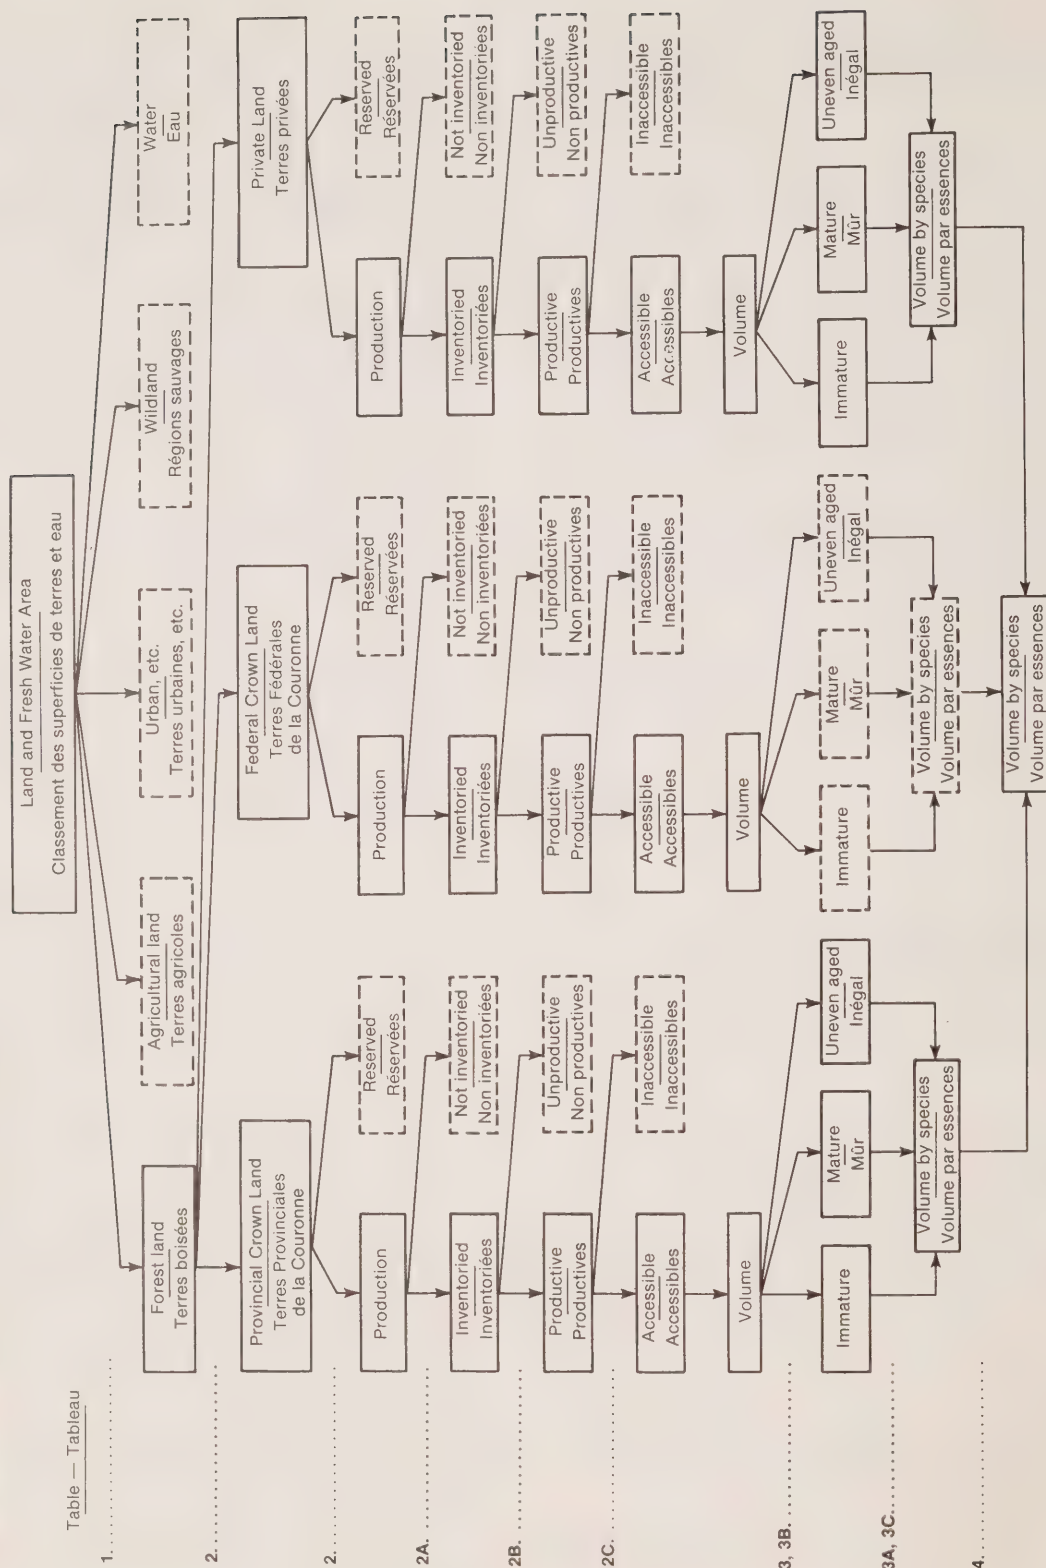 Table — Tableau
Land and Fresh Water Area
Classement des superficies de terres et eau
1.
Forest land
Terres boisées
Agricultural land
Terres agricoles
Urban, etc.
Terres urbaines, etc.
Wildland
Régions sauvages
Water
Eau
2.
Provincial Crown Land
Terres Provinciales
de la Couronne
Federal Crown Land
Terres Fédérales
de la Couronne
Private Land
Terres privées
2.
Production
Reserved
Réservées
Production
Reserved
Réservées
Production
Reserved
Réservées
2A.
Inventoried
Inventoriées
Not inventoried
Non inventoriées
Inventoried
Inventoriées
Not inventoried
Non inventoriées
Inventoried
Inventoriées
Not inventoried
Non inventoriées
2B.
Productive
Productives
Unproductive
Non productives
Productive
Productives
Unproductive
Non productives
Productive
Productives
Unproductive
Non productives
2C.
Accessible
Accessibles
Inaccessible
Inaccessibles
Accessible
Accessibles
Inaccessible
Inaccessibles
Accessible
Accessibles
Inaccessible
Inaccessibles
Volume
Volume
Volume
3, 3B.
Immature
Mature
Mûr
Uneven aged
Inégal
Immature
Mature
Mûr
Uneven aged
Inégal
Immature
Mature
Mûr
Uneven aged
Inégal
3A, 3C.
Volume by species
Volume par essences
Volume by species
Volume par essences
Volume by species
Volume par essences
4.
Volume by species
Volume par essences